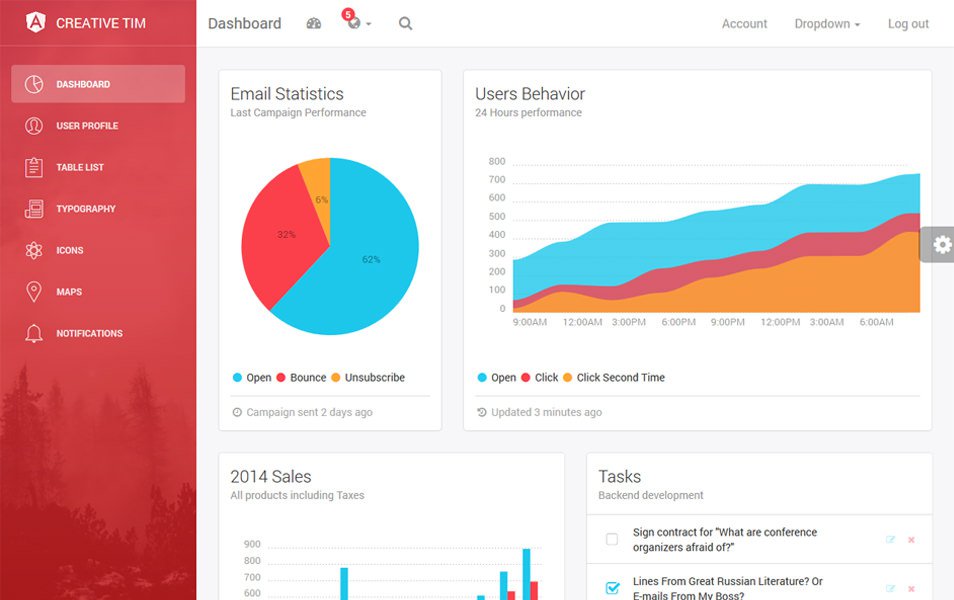 CREATIVE TIM
DASHBOARD
USER PROFILE
TABLE LIST
TYPOGRAPHY
ICONS
MAPS
NOTIFICATIONS
Dashboard
5
Account
Dropdown
Log out
Email Statistics
Last Campaign Performance
6%
32%
62%
Open Bounce Unsubscribe
Campaign sent 2 days ago
Users Behavior
24 Hours performance
800
700
600
500
400
300
200
100
0
9:00AM 12:00AM 3:00PM 6:00PM 9:00PM 12:00PM 3:00AM 6:00AM
Open Click Click Second Time
Updated 3 minutes ago
2014 Sales
All products including Taxes
900
800
700
600
Tasks
Backend development
Sign contract for "What are conference
organizers afraid of?"
Lines From Great Russian Literature? Or
E-mails From My Boss?